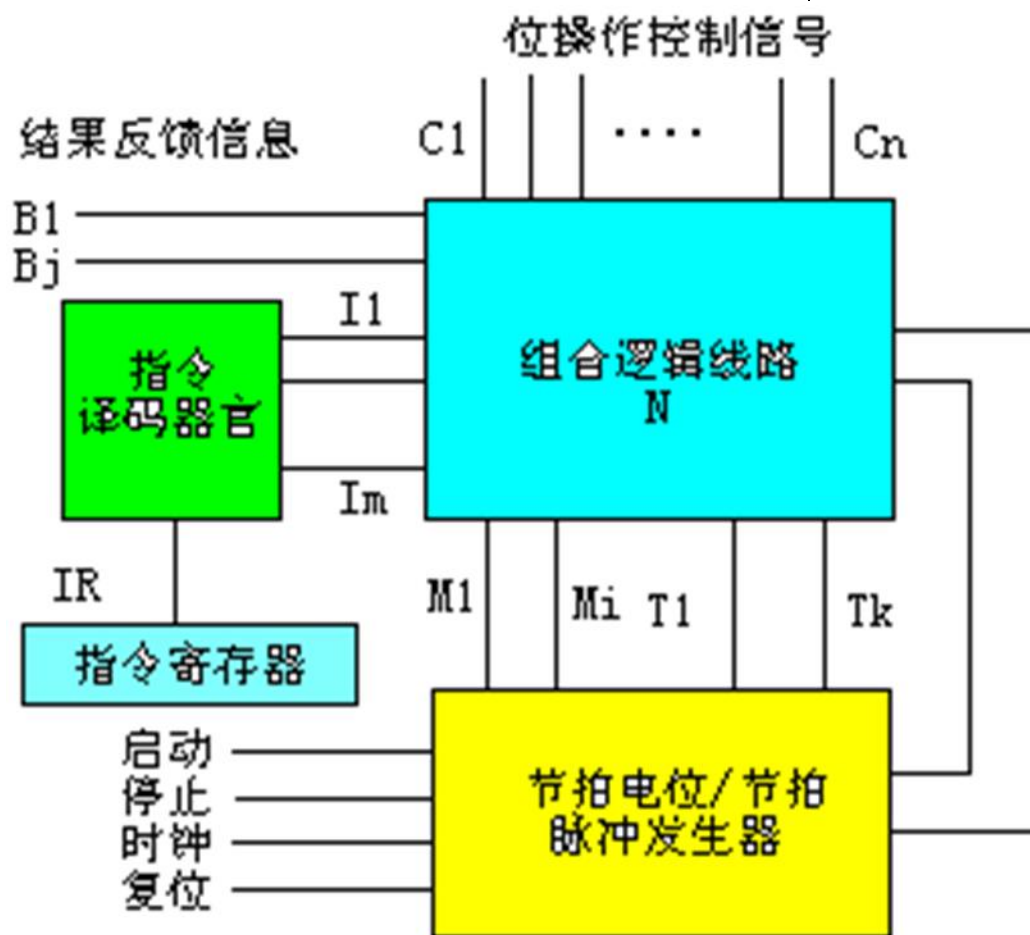 位操作控制信号
结果反馈信息
C1
····
Cn
B1
Bj
I1
指令
译码器官
组合逻辑线路
N
Im
IR
M1
Mi
T1
Tk
指令寄存器
启动
停止
时钟
复位
节拍电位/节拍
脉冲发生器